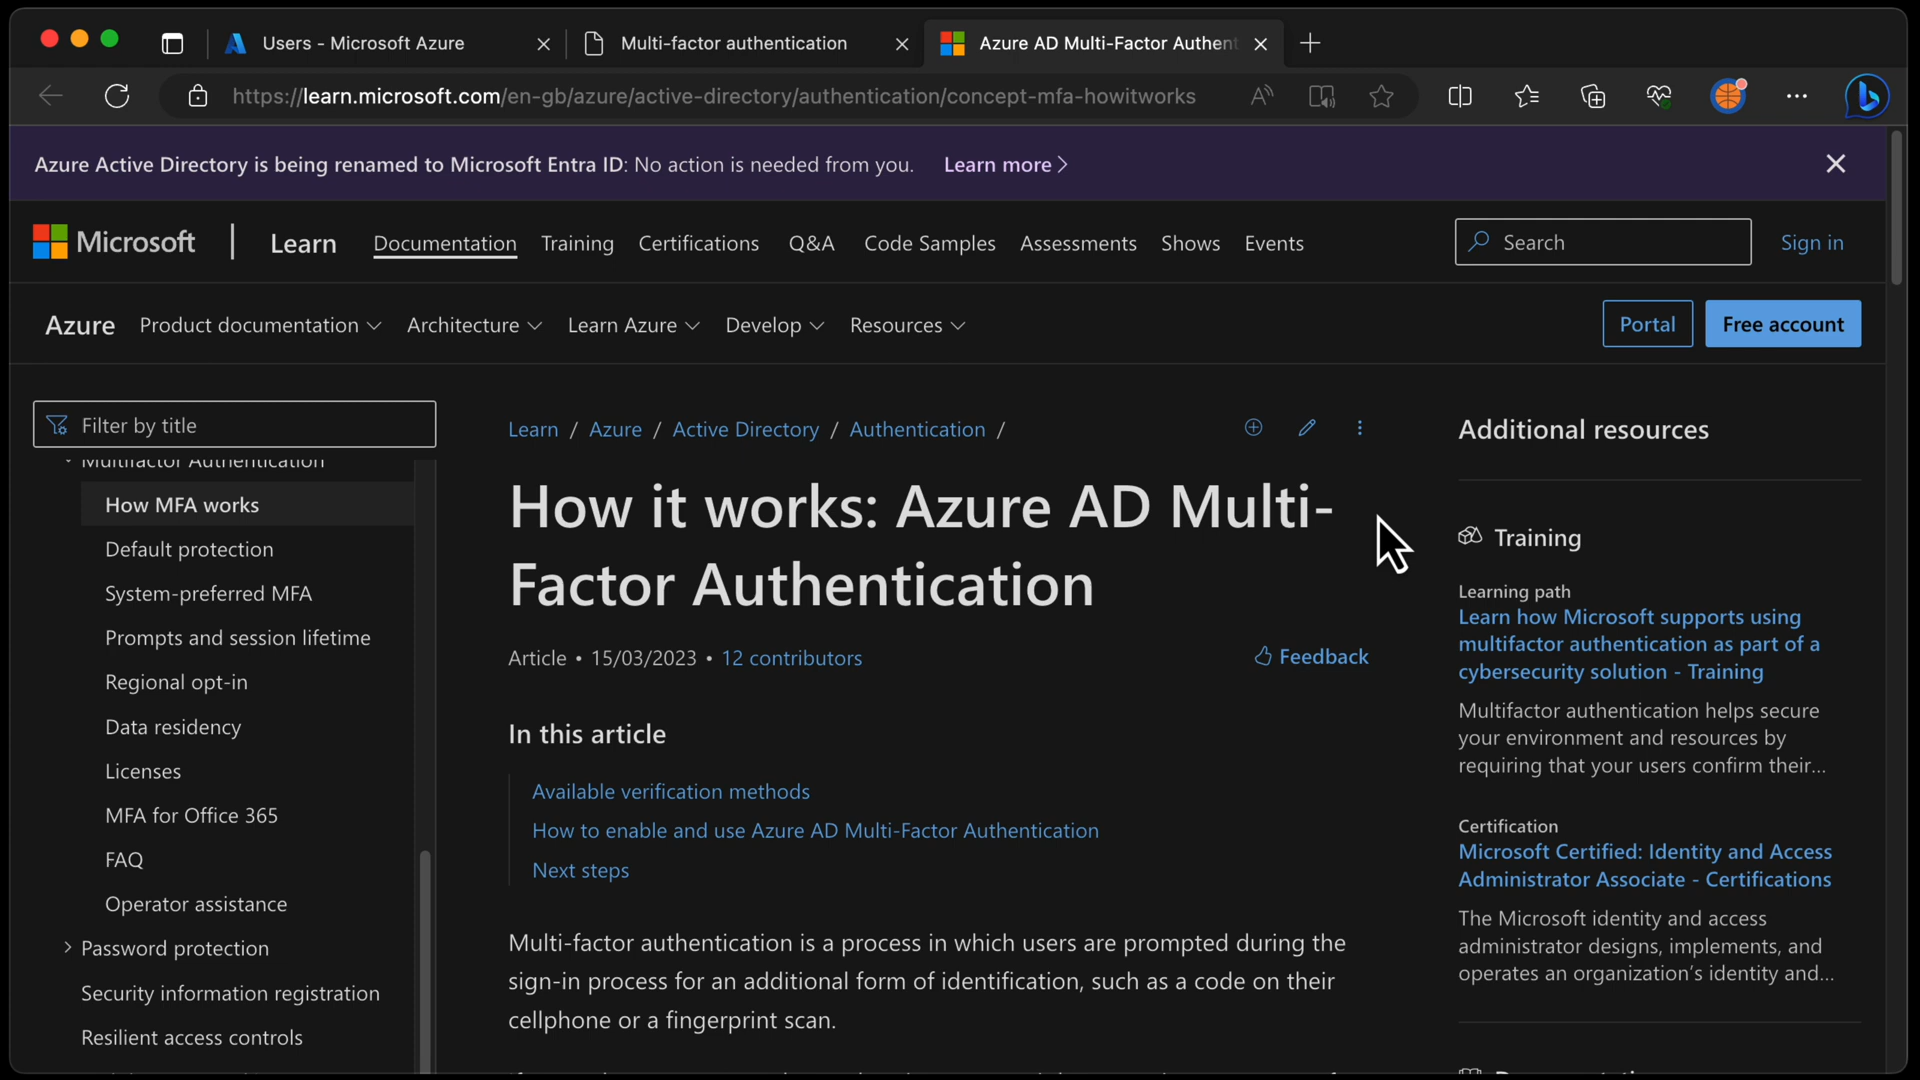 Users - Microsoft Azure
Multi-factor authentication
Azure AD Multi-Factor Authent
https://learn.microsoft.com/en-gb/azure/active-directory/authentication/concept-mfa-howitworks
Azure Active Directory is being renamed to Microsoft Entra ID: No action is needed from you. Learn more >
Microsoft | Learn Documentation Training Certifications Q&A Code Samples Assessments Shows Events
Search
Sign in
Azure Product documentation Architecture Learn Azure Develop Resources
Portal
Free account
Filter by title
Multifactor Authentication
How MFA works
Default protection
System-preferred MFA
Prompts and session lifetime
Regional opt-in
Data residency
Licenses
MFA for Office 365
FAQ
Operator assistance
Password protection
Security information registration
Resilient access controls
Learn / Azure / Active Directory / Authentication /
How it works: Azure AD Multi-
Factor Authentication
Article • 15/03/2023 • 12 contributors
Feedback
In this article
Available verification methods
How to enable and use Azure AD Multi-Factor Authentication
Next steps
Multi-factor authentication is a process in which users are prompted during the
sign-in process for an additional form of identification, such as a code on their
cellphone or a fingerprint scan.
Additional resources
Training
Learning path
Learn how Microsoft supports using
multifactor authentication as part of a
cybersecurity solution - Training
Multifactor authentication helps secure
your environment and resources by
requiring that your users confirm their...
Certification
Microsoft Certified: Identity and Access
Administrator Associate - Certifications
The Microsoft identity and access
administrator designs, implements, and
operates an organization's identity and...